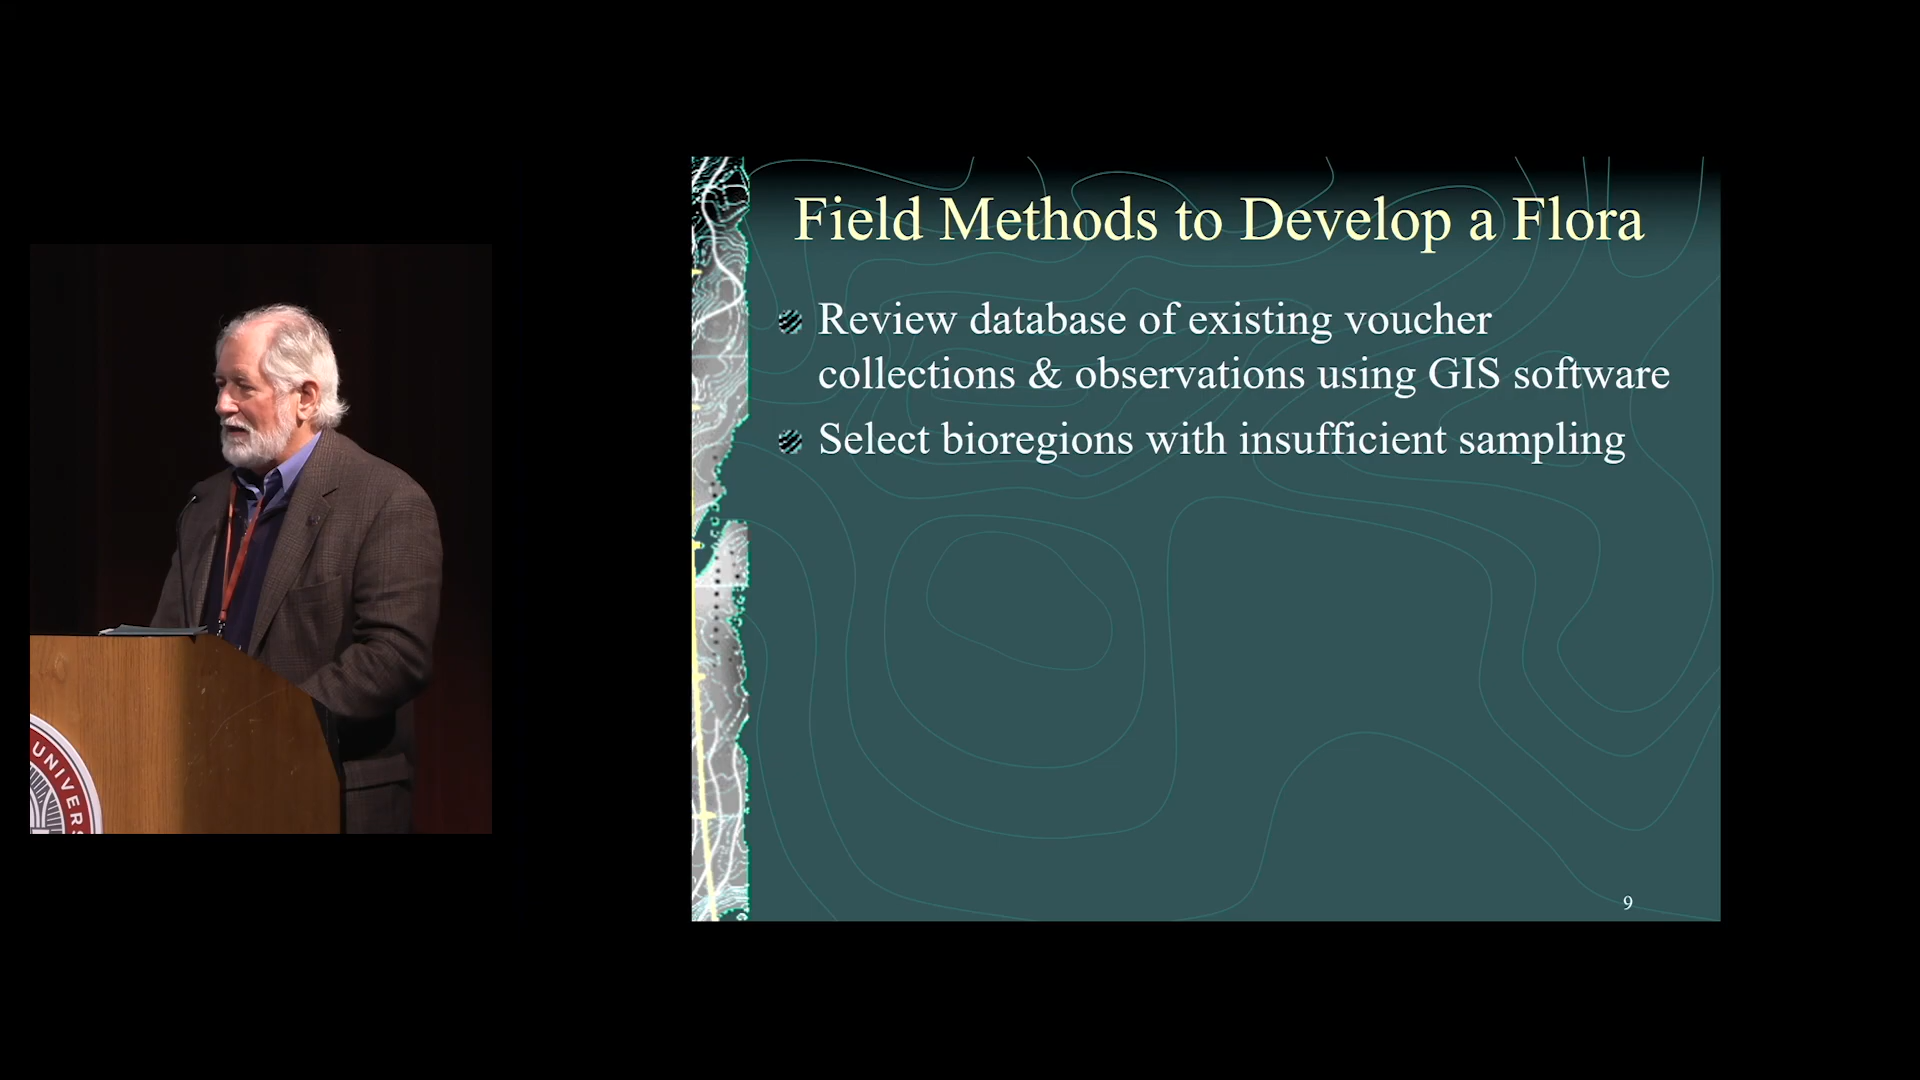 Field Methods to Develop a Flora
Review database of existing voucher
collections & observations using GIS software
Select bioregions with insufficient sampling
9